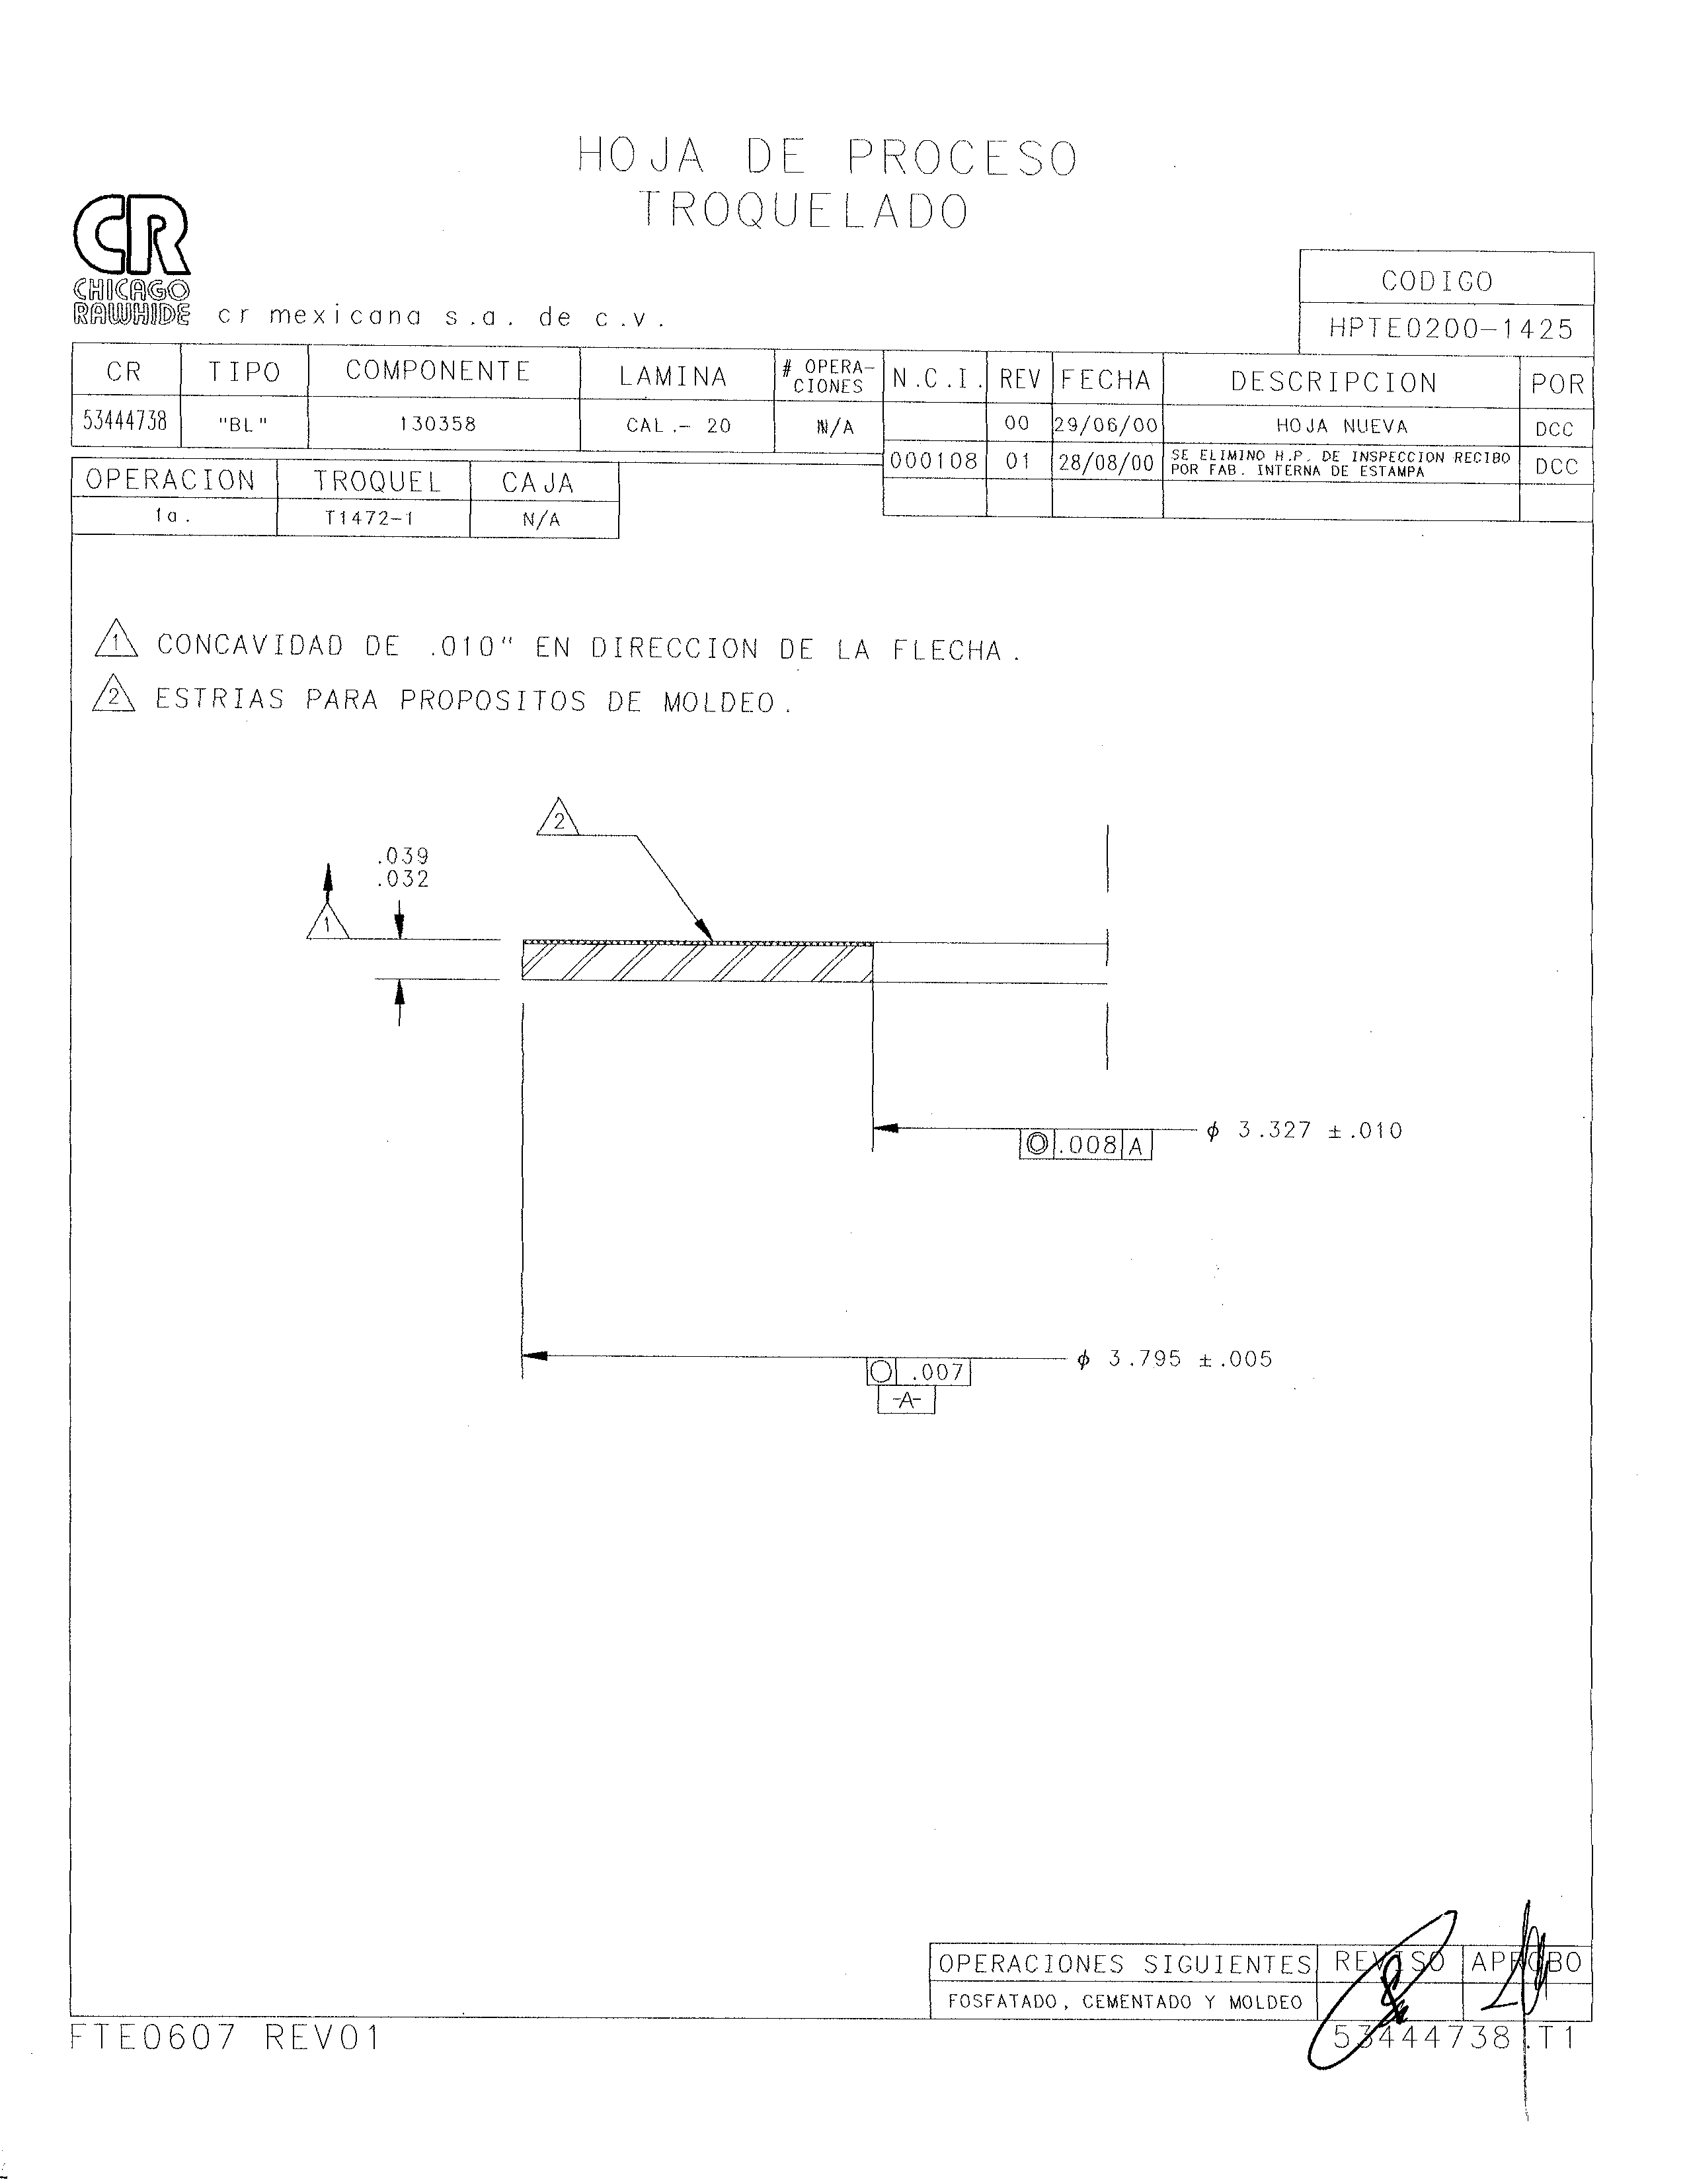 HOJA DE PROCESO
TROQUELADO
CR
CHICAGO
RAWHIDE
cr mexicana s.a. de c.v.
CODIGO
HPTE0200-1425
CR TIPO COMPONENTE LAMINA # OPERA-CIONES N.C.I. REV FECHA DESCRIPCION POR
53444738 "BL" 130358 CAL.- 20 N/A 00 29/06/00 HOJA NUEVA DCC
000108 01 28/08/00 SE ELIMINO H.P. DE INSPECCION RECIBO
POR FAB. INTERNA DE ESTAMPA DCC
OPERACION TROQUEL CAJA
1a. T1472-1 N/A
1 CONCAVIDAD DE .010" EN DIRECCION DE LA FLECHA.
2 ESTRIAS PARA PROPOSITOS DE MOLDEO.
2
.039
.032
1
ϕ 3.327 ±.010
◎ .008 A
ϕ 3.795 ±.005
○ .007
-A-
OPERACIONES SIGUIENTES REVISO APROBO
FOSFATADO, CEMENTADO Y MOLDEO
FTE0607 REV01
53444738.T1